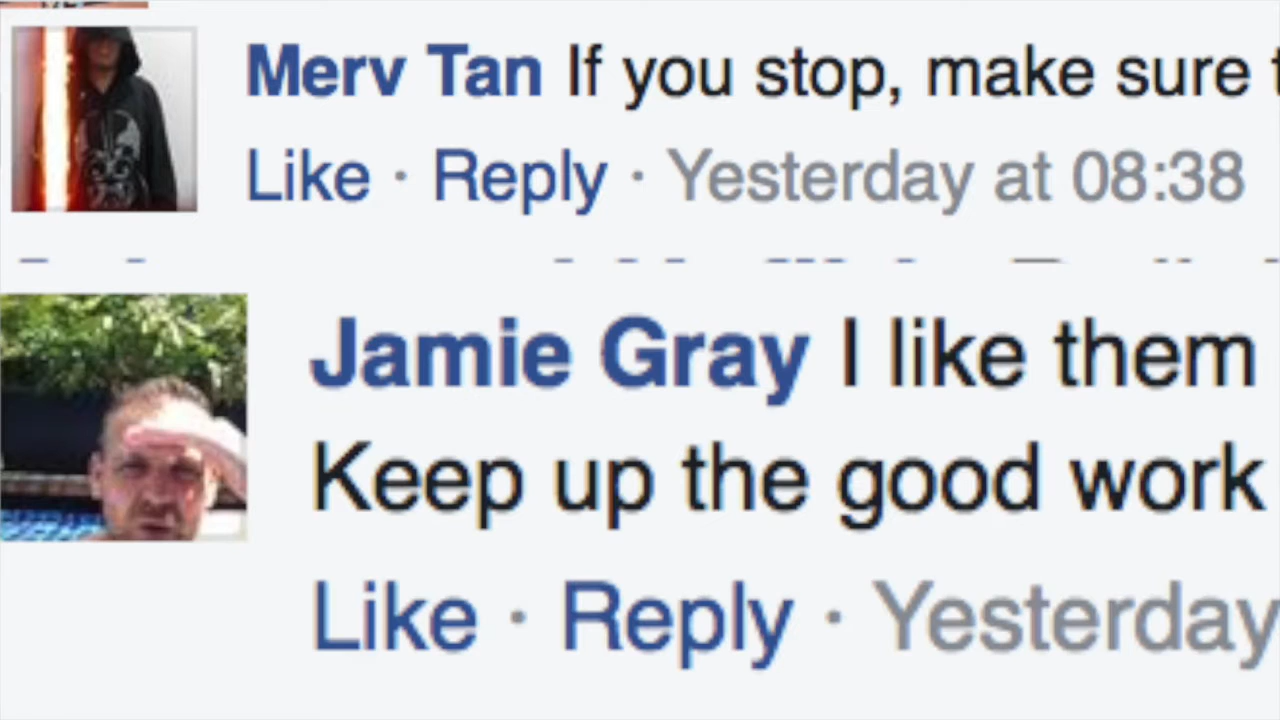 Merv Tan If you stop, make sure
Like · Reply · Yesterday at 08:38
Jamie Gray I like them
Keep up the good work
Like · Reply · Yesterday